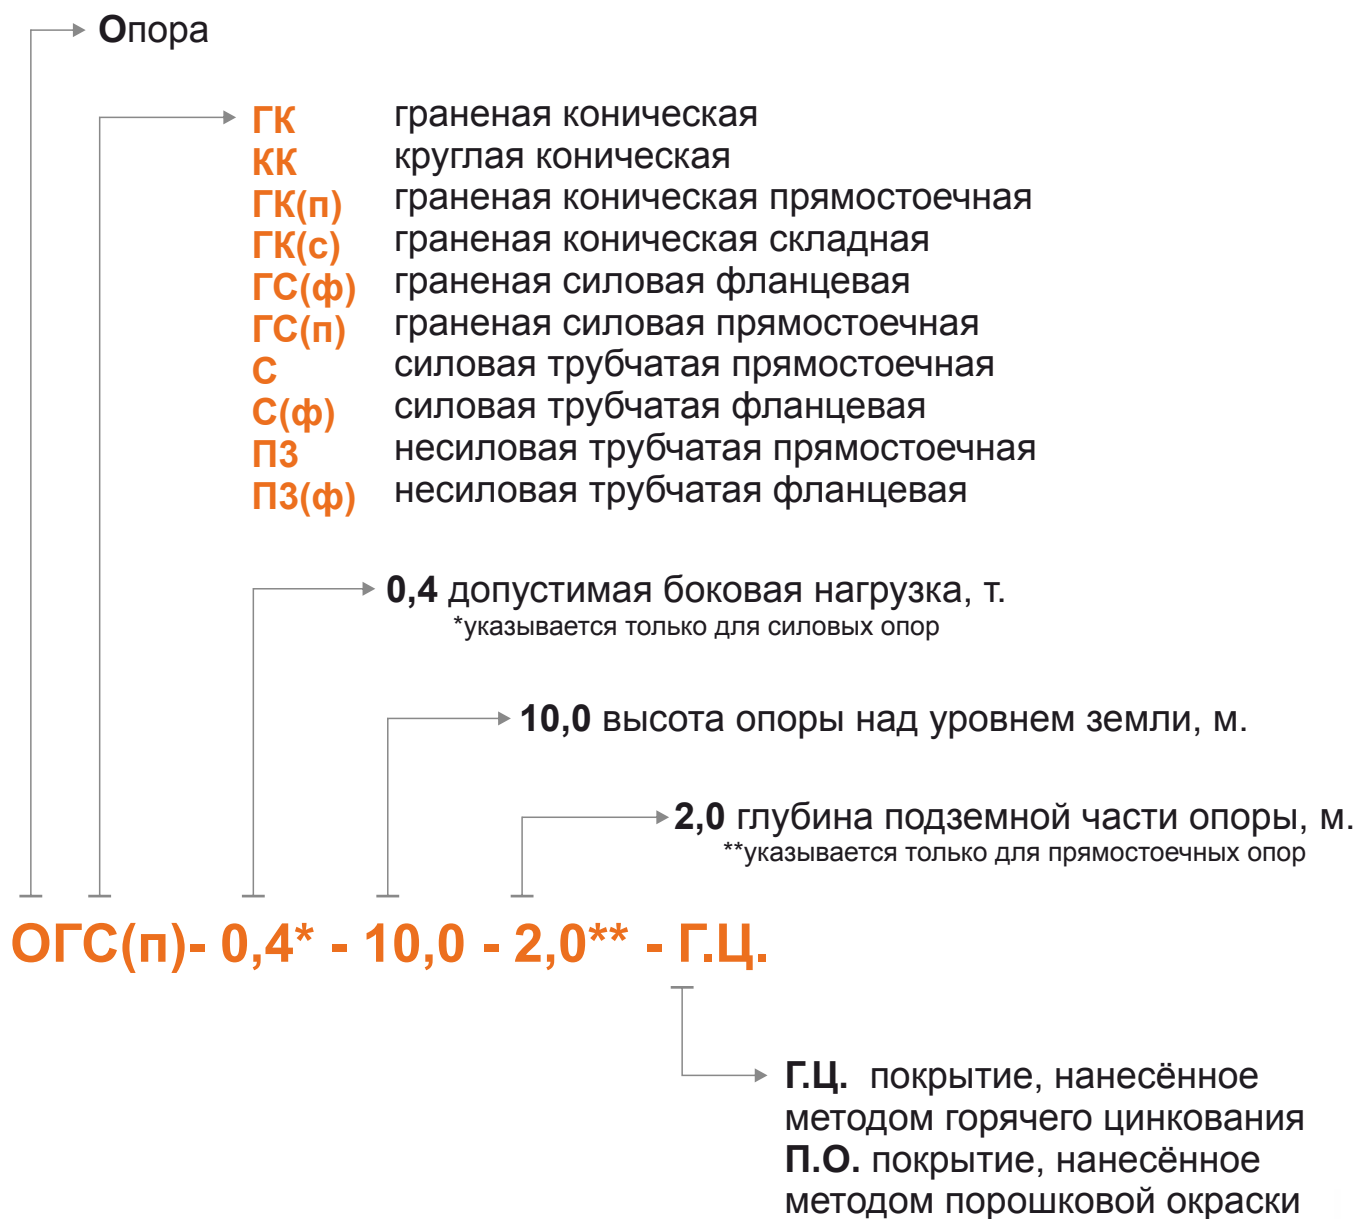 Опора
ГК граненая коническая
КК круглая коническая
ГК(п) граненая коническая прямостоечная
ГК(с) граненая коническая складная
ГС(ф) граненая силовая фланцевая
ГС(п) граненая силовая прямостоечная
С силовая трубчатая прямостоечная
С(ф) силовая трубчатая фланцевая
П3 несиловая трубчатая прямостоечная
П3(ф) несиловая трубчатая фланцевая
0,4 допустимая боковая нагрузка, т.
*указывается только для силовых опор
10,0 высота опоры над уровнем земли, м.
2,0 глубина подземной части опоры, м.
**указывается только для прямостоечных опор
ОГС(п)- 0,4* - 10,0 - 2,0** - Г.Ц.
Г.Ц. покрытие, нанесённое
методом горячего цинкования
П.О. покрытие, нанесённое
методом порошковой окраски